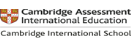 Cambridge Assessment
International Education
Cambridge International School